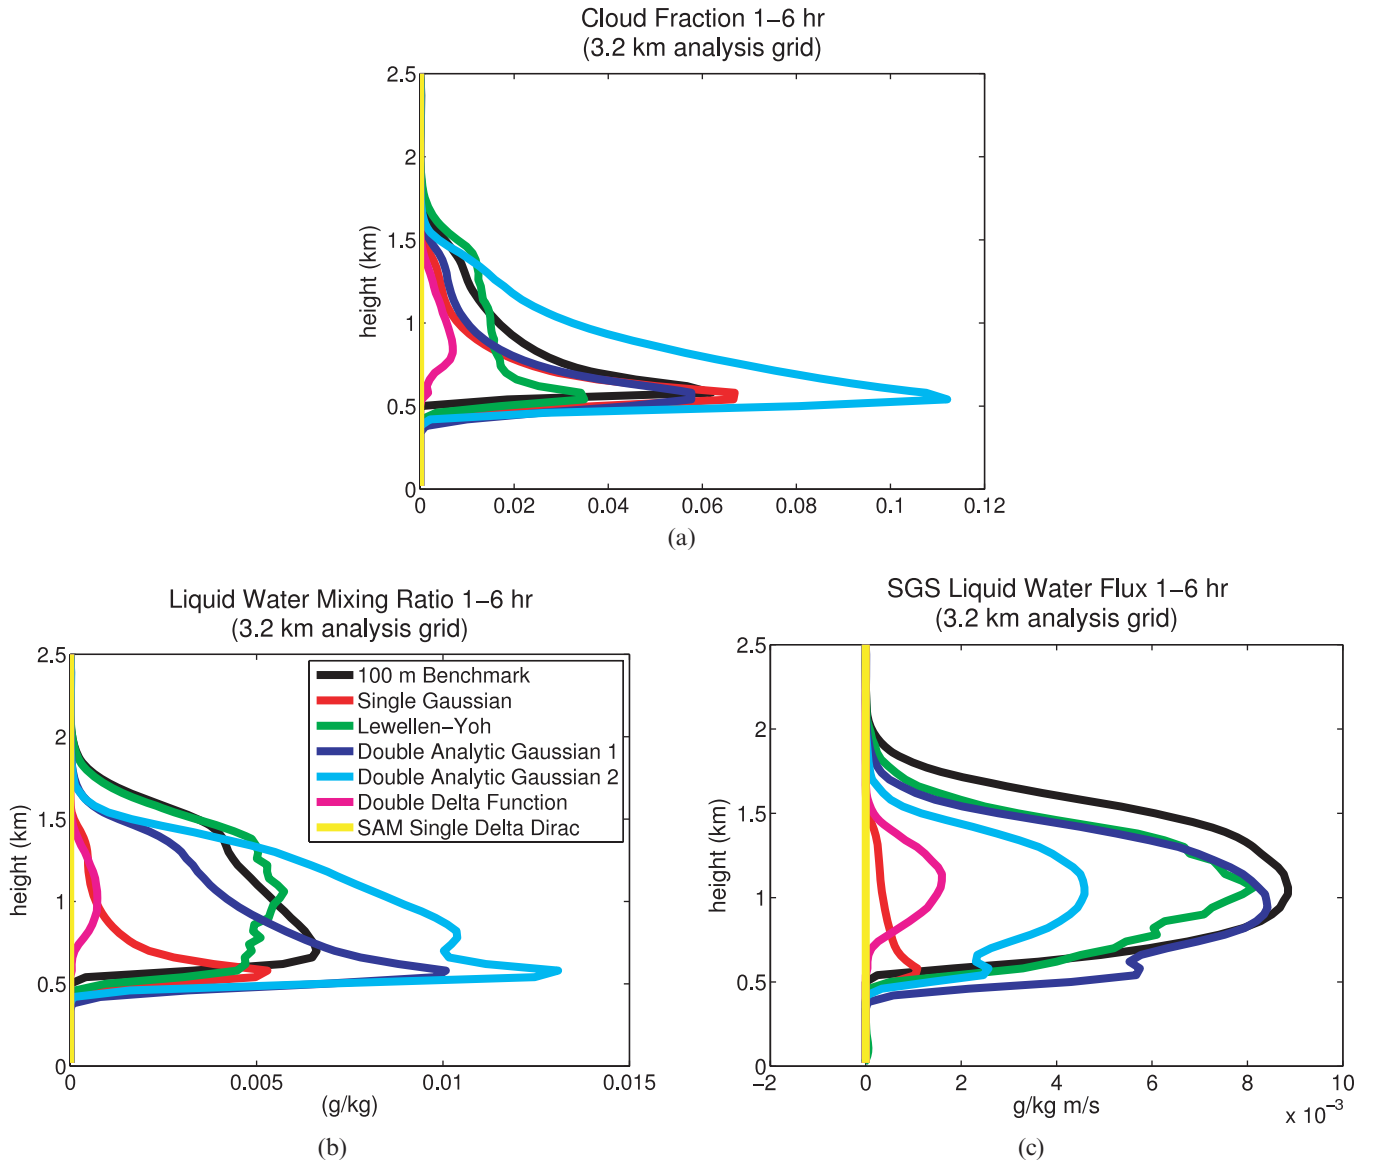 Cloud Fraction 1−6 hr
(3.2 km analysis grid)
2.5
2
1.5
1
0.5
0
height (km)
0 0.02 0.04 0.06 0.08 0.1 0.12
(a)
Liquid Water Mixing Ratio 1−6 hr
(3.2 km analysis grid)
2.5
2
1.5
1
0.5
0
height (km)
100 m Benchmark
Single Gaussian
Lewellen−Yoh
Double Analytic Gaussian 1
Double Analytic Gaussian 2
Double Delta Function
SAM Single Delta Dirac
0 0.005 0.01 0.015
(g/kg)
(b)
SGS Liquid Water Flux 1−6 hr
(3.2 km analysis grid)
2.5
2
1.5
1
0.5
0
height (km)
−2 0 2 4 6 8 10
g/kg m/s
x 10⁻³
(c)